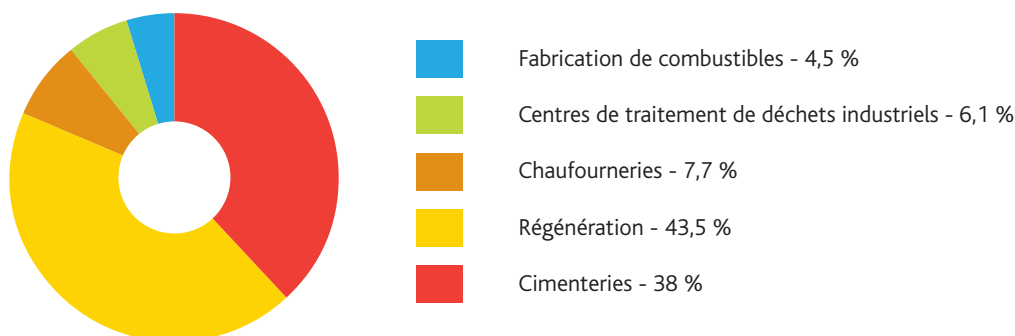 Fabrication de combustibles - 4,5 %
Centres de traitement de déchets industriels - 6,1 %
Chaufourneries - 7,7 %
Régénération - 43,5 %
Cimenteries - 38 %